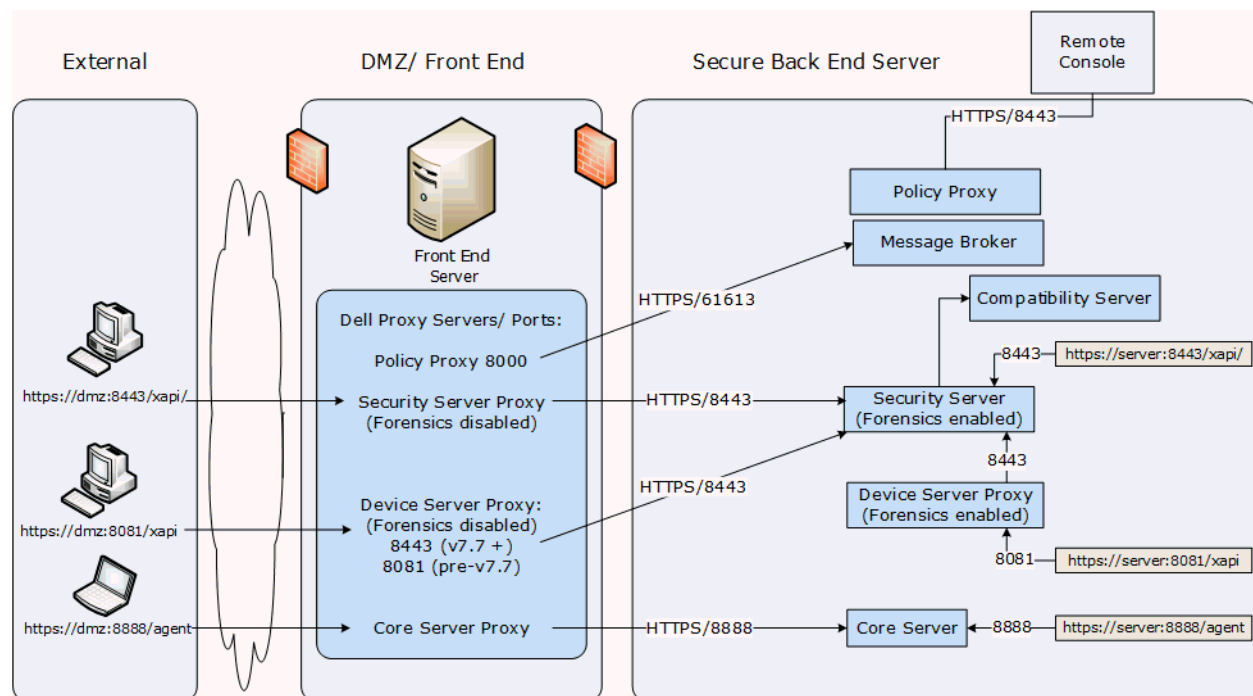 External
DMZ/ Front End
Secure Back End Server
Remote
Console
HTTPS/8443
Policy Proxy
Message Broker
Front End
Server
HTTPS/61613
Compatibility Server
Dell Proxy Servers/ Ports:
Policy Proxy 8000
8443
https://server:8443/xapi/
https://dmz:8443/xapi/
Security Server Proxy
(Forensics disabled)
HTTPS/8443
Security Server
(Forensics enabled)
8443
HTTPS/8443
Device Server Proxy:
(Forensics disabled)
8443 (v7.7 +)
8081 (pre-v7.7)
Device Server Proxy
(Forensics enabled)
https://dmz:8081/xapi
8081
https://server:8081/xapi
https://dmz:8888/agent
Core Server Proxy
HTTPS/8888
Core Server
8888
https://server:8888/agent